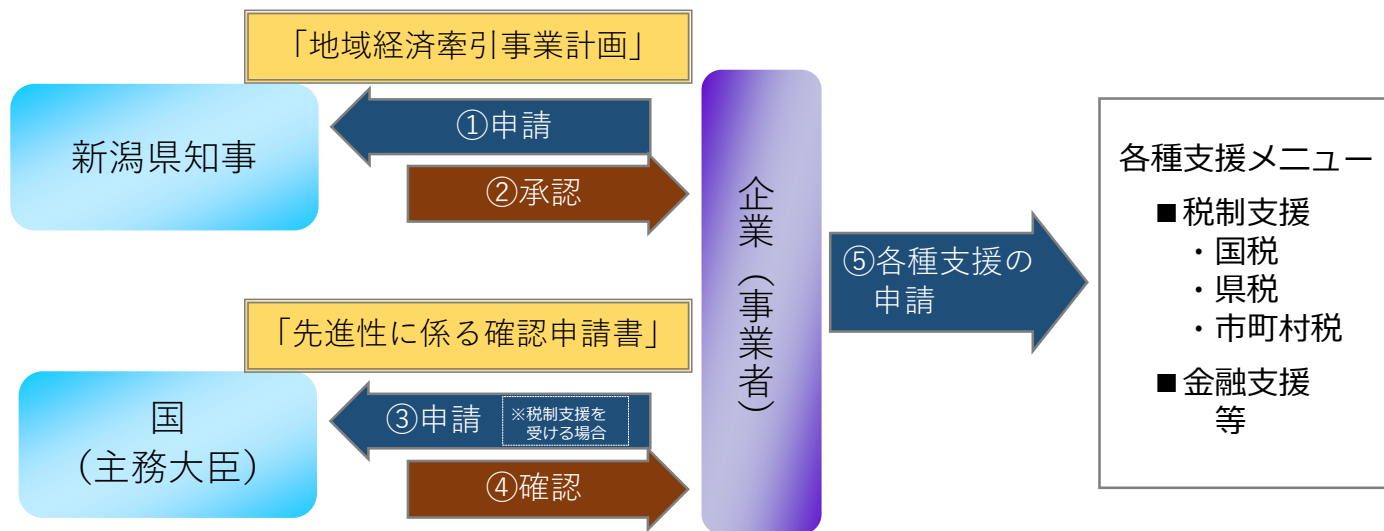 「地域経済牽引事業計画」
新潟県知事
①申請
②承認
「先進性に係る確認申請書」
国
（主務大臣）
③申請
※税制支援を
受ける場合
④確認
企業（事業者）
⑤各種支援の
申請
各種支援メニュー
■税制支援
・国税
・県税
・市町村税
■金融支援
等